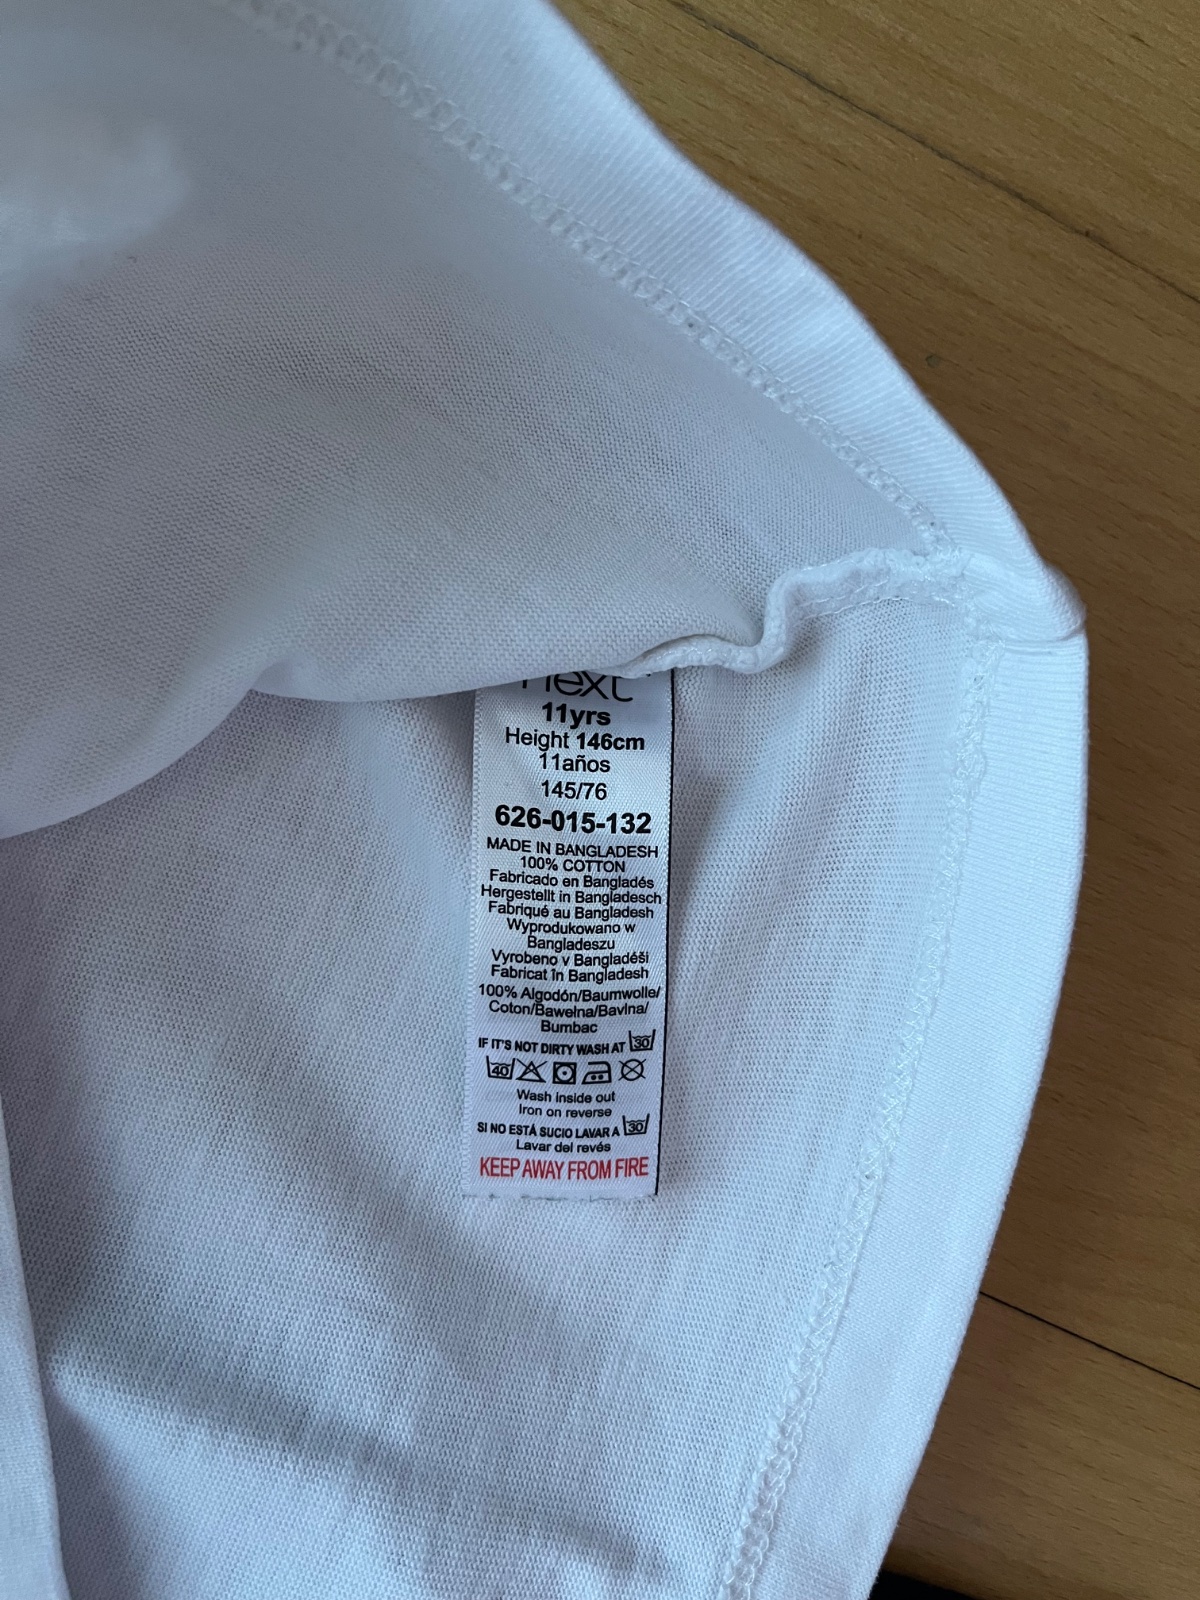 next
11yrs
Height 146cm
11años
145/76
626-015-132
MADE IN BANGLADESH
100% COTTON
Fabricado en Bangladés
Hergestellt in Bangladesch
Fabriqué au Bangladesh
Wyprodukowano w
Bangladeszu
Vyrobeno v Bangladéši
Fabricat în Bangladesh
100% Algodón/Baumwolle/
Coton/Bawełna/Bavlna/
Bumbac
IF IT'S NOT DIRTY WASH AT 30
40
Wash inside out
Iron on reverse
SI NO ESTÁ SUCIO LAVAR A 30
Lavar del revés
KEEP AWAY FROM FIRE